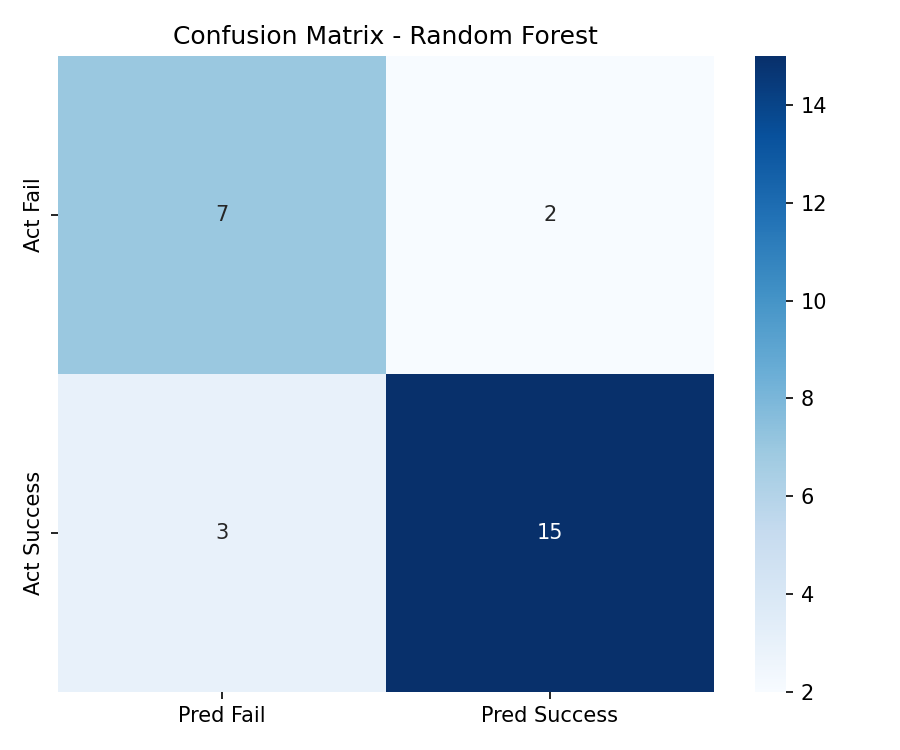 Confusion Matrix - Random Forest
Act Fail
7
2
Act Success
3
15
Pred Fail
Pred Success
14
12
10
8
6
4
2